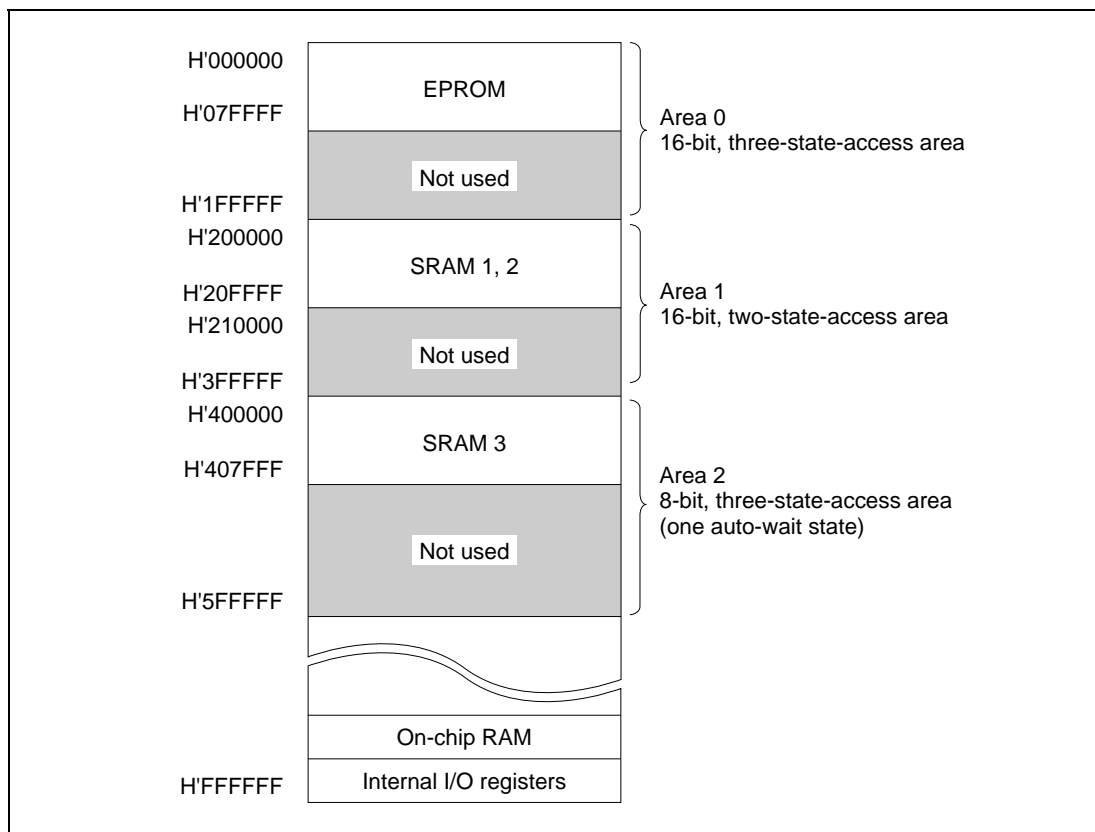 H'000000
EPROM
H'07FFFF
Area 0
16-bit, three-state-access area
Not used
H'1FFFFF
H'200000
SRAM 1, 2
H'20FFFF
Area 1
16-bit, two-state-access area
H'210000
Not used
H'3FFFFF
H'400000
SRAM 3
H'407FFF
Area 2
8-bit, three-state-access area
(one auto-wait state)
Not used
H'5FFFFF
On-chip RAM
H'FFFFFF
Internal I/O registers